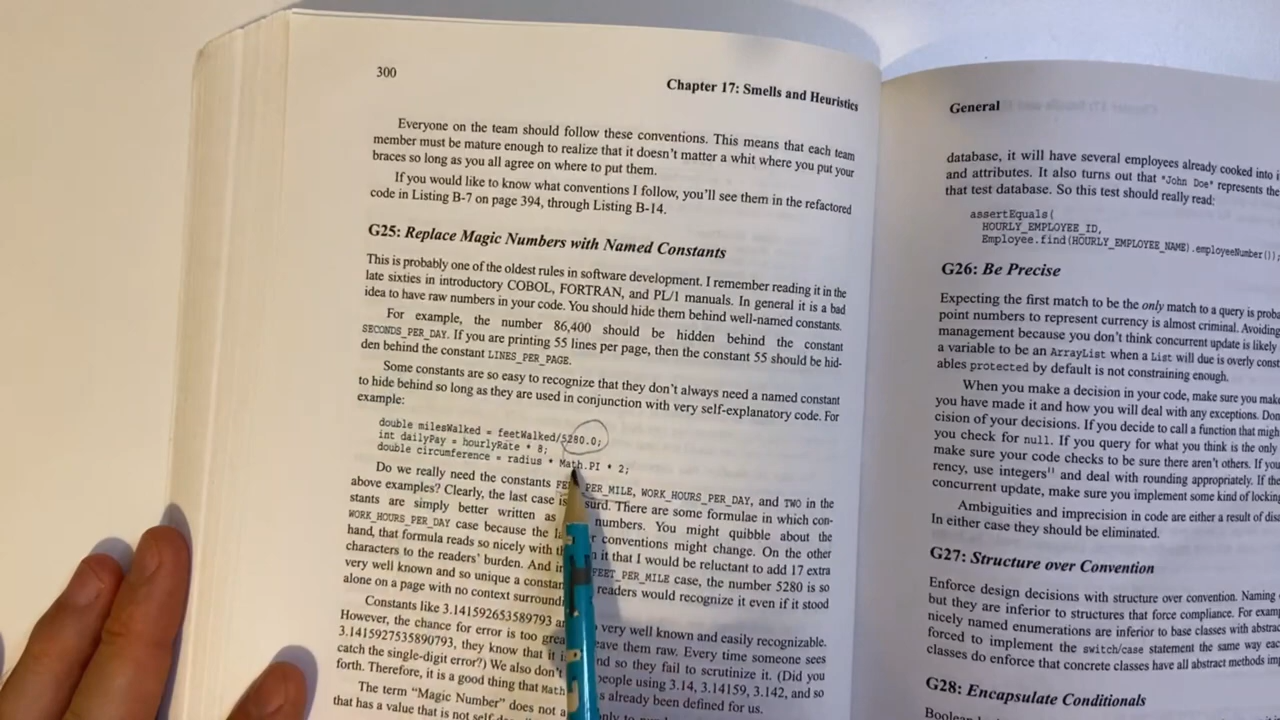 300
Chapter 17: Smells and Heuristics
Everyone on the team should follow these conventions. This means that each team
member must be mature enough to realize that it doesn't matter a whit where you put your
braces so long as you all agree on where to put them.
If you would like to know what conventions I follow, you'll see them in the refactored
code in Listing B-7 on page 394, through Listing B-14.
G25: Replace Magic Numbers with Named Constants
This is probably one of the oldest rules in software development. I remember reading it in the
late sixties in introductory COBOL, FORTRAN, and PL/1 manuals. In general it is a bad
idea to have raw numbers in your code. You should hide them behind well-named constants.
For example, the number 86,400 should be hidden behind the constant
SECONDS_PER_DAY. If you are printing 55 lines per page, then the constant 55 should be hid-
den behind the constant LINES_PER_PAGE.
Some constants are so easy to recognize that they don't always need a named constant
to hide behind so long as they are used in conjunction with very self-explanatory code. For
example:
double milesWalked = feetWalked/5280.0;
int dailyPay = hourlyRate * 8;
double circumference = radius * Math.PI * 2;
Do we really need the constants PER_MILE, WORK_HOURS_PER_DAY, and TWO in the
above examples? Clearly, the last case is surd. There are some formulae in which con-
stants are simply better written as numbers. You might quibble about the
WORK_HOURS_PER_DAY case because the conventions might change. On the other
hand, that formula reads so nicely with it that I would be reluctant to add 17 extra
characters to the readers' burden. And FEET_PER_MILE case, the number 5280 is so
very well known and so unique a readers would recognize it even if it stood
alone on a page with no context
Constants like 3.141592653589793 very well known and easily recognizable.
However, the chance for error is too leave them raw. Every time someone sees
3.1415927535890793, they know that it and so they fail to scrutinize it. (Did you
catch the single-digit error?) We also people using 3.14, 3.14159, 3.142, and so
forth. Therefore, it is a good thing that Math already been defined for us.
The term "Magic Number" does not
that has a value that is not
General
database, it will have several employees already cooked into
and attributes. It also turns out that "John Doe" represents the
that test database. So this test should really read:
assertEquals(
HOURLY_EMPLOYEE_ID,
Employee.find(HOURLY_EMPLOYEE_NAME).employeeNumber());
G26: Be Precise
Expecting the first match to be the only match to a query is
point numbers to represent currency is almost criminal. Avoiding
management because you don't think concurrent update is likely
a variable to be an ArrayList when a List will due is overly
ables protected by default is not constraining enough.
When you make a decision in your code, make sure you
you have made it and how you will deal with any exceptions.
cision of your decisions. If you decide to call a function that
you check for null. If you query for what you think is the only
make sure your code checks to be sure there aren't others. If you
rency, use integers11 and deal with rounding appropriately. If the
concurrent update, make sure you implement some kind of
Ambiguities and imprecision in code are either a result of
In either case they should be eliminated.
G27: Structure over Convention
Enforce design decisions with structure over convention. Naming
but they are inferior to structures that force compliance. For
nicely named enumerations are inferior to base classes with
forced to implement the switch/case statement the same way
classes do enforce that concrete classes have all abstract methods
G28: Encapsulate Conditionals